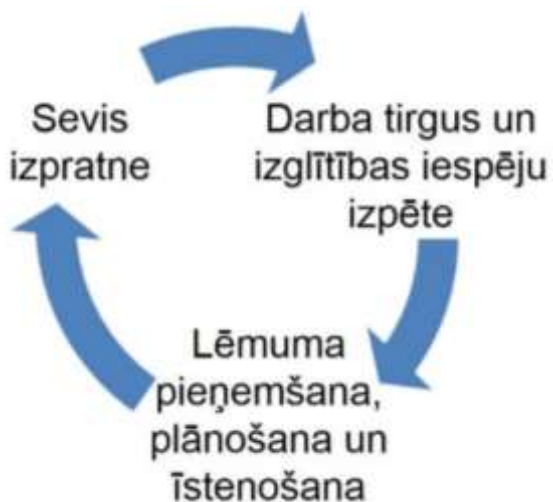 Sevis
izpratne
Darba tirgus un
izglītības iespēju
izpēte
Lēmuma
pieņemšana,
plānošana un
īstenošana